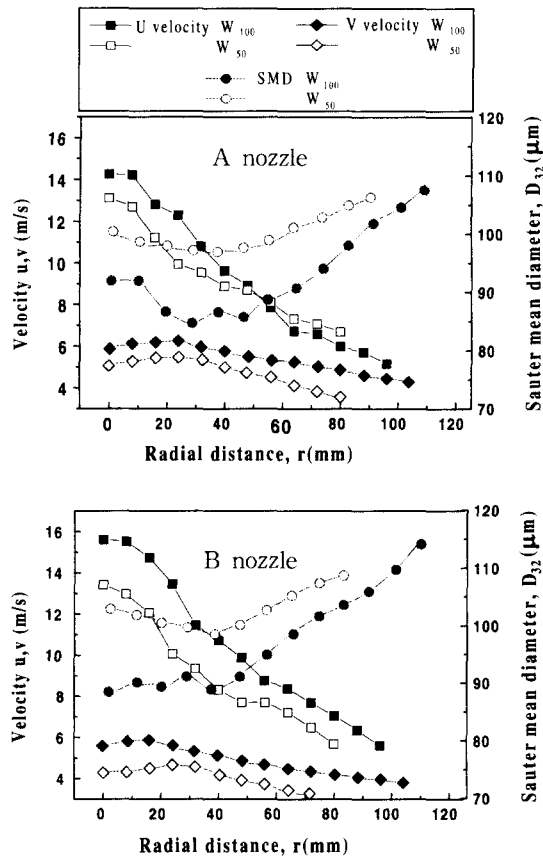 U velocity W100 V velocity W100
W50 W50
SMD W100
W50
A nozzle
16
14
12
10
8
6
4
Velocity u,v (m/s)
120
110
100
90
80
70
Sauter mean diameter, D32(μm)
0 20 40 60 80 100 120
Radial distance, r(mm)
B nozzle
16
14
12
10
8
6
4
Velocity u,v (m/s)
120
110
100
90
80
70
Sauter mean diameter, D32(μm)
0 20 40 60 80 100 120
Radial distance, r(mm)